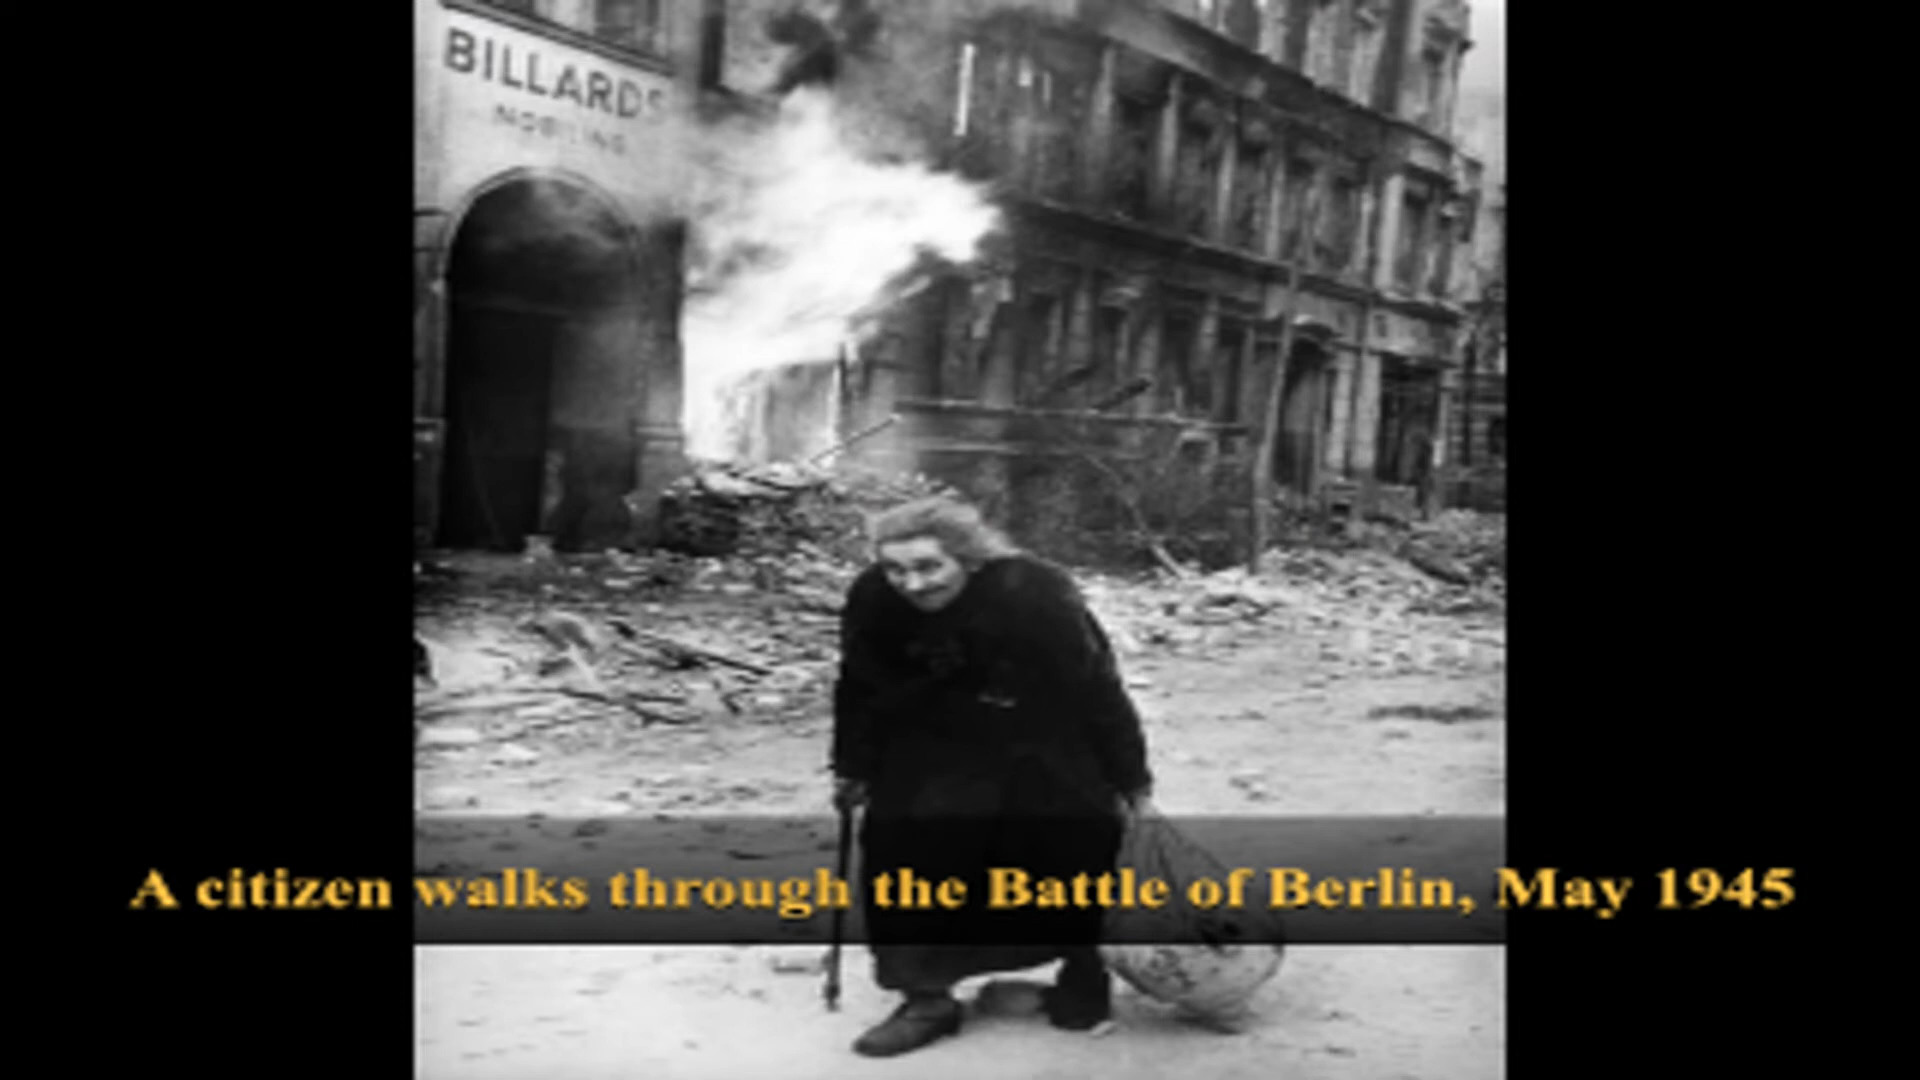 BILLARDS
A citizen walks through the Battle of Berlin, May 1945